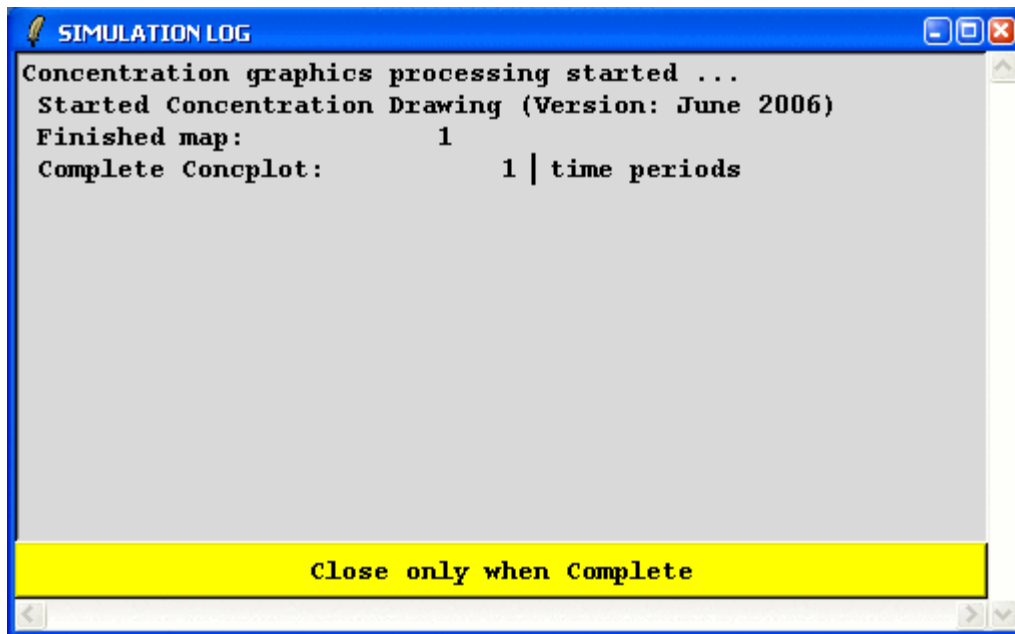 SIMULATION LOG
Concentration graphics processing started ...
Started Concentration Drawing (Version: June 2006)
Finished map: 1
Complete Concplot: 1 time periods
Close only when Complete